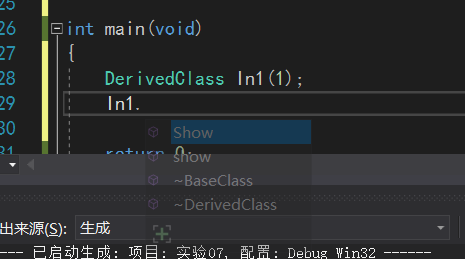 25
26 int main(void)
27 {
28 DerivedClass ln1(1);
29 ln1.
30 Show
show
31 return 0;
~BaseClass
~DerivedClass
出来源(S): 生成
--- 已启动生成: 项目: 实验07, 配置: Debug Win32 ------